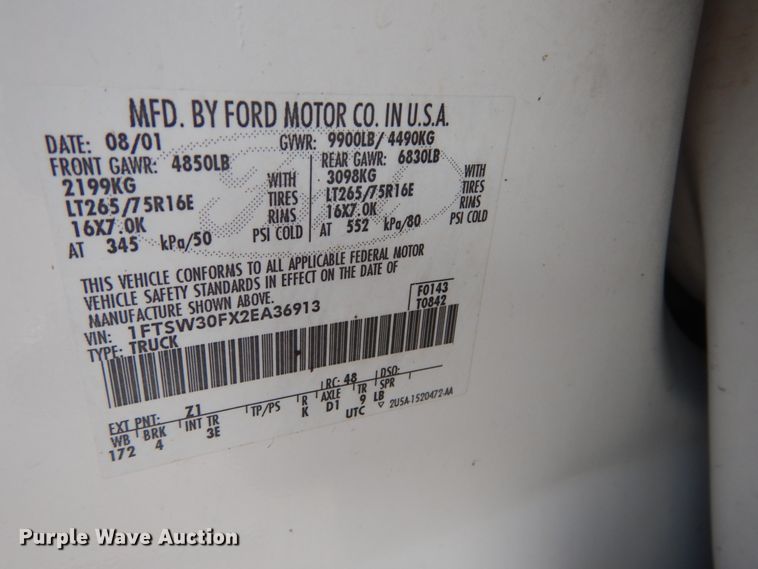 MFD. BY FORD MOTOR CO. IN U.S.A.
DATE: 08/01 GVWR: 9900LB/ 4490KG
FRONT GAWR: 4850LB REAR GAWR: 6830LB
2199KG WITH 3098KG WITH
LT265/75R16E TIRES LT265/75R16E TIRES
16X7.0K RIMS 16X7.0K RIMS
AT 345 kPa/50 PSI COLD AT 552 kPa/80 PSI COLD
THIS VEHICLE CONFORMS TO ALL APPLICABLE FEDERAL MOTOR
VEHICLE SAFETY STANDARDS IN EFFECT ON THE DATE OF
MANUFACTURE SHOWN ABOVE.
VIN: 1FTSW30FX2EA36913 F0143
TYPE: TRUCK T0842
RC: 48 DSO:
EXT PNT: Z1
WB BRK INT TR TP/PS R AXLE TR SPR
172 4 3E K D1 9 LB
UTC ▽ 2U5A-1520472-AA
Purple Wave Auction